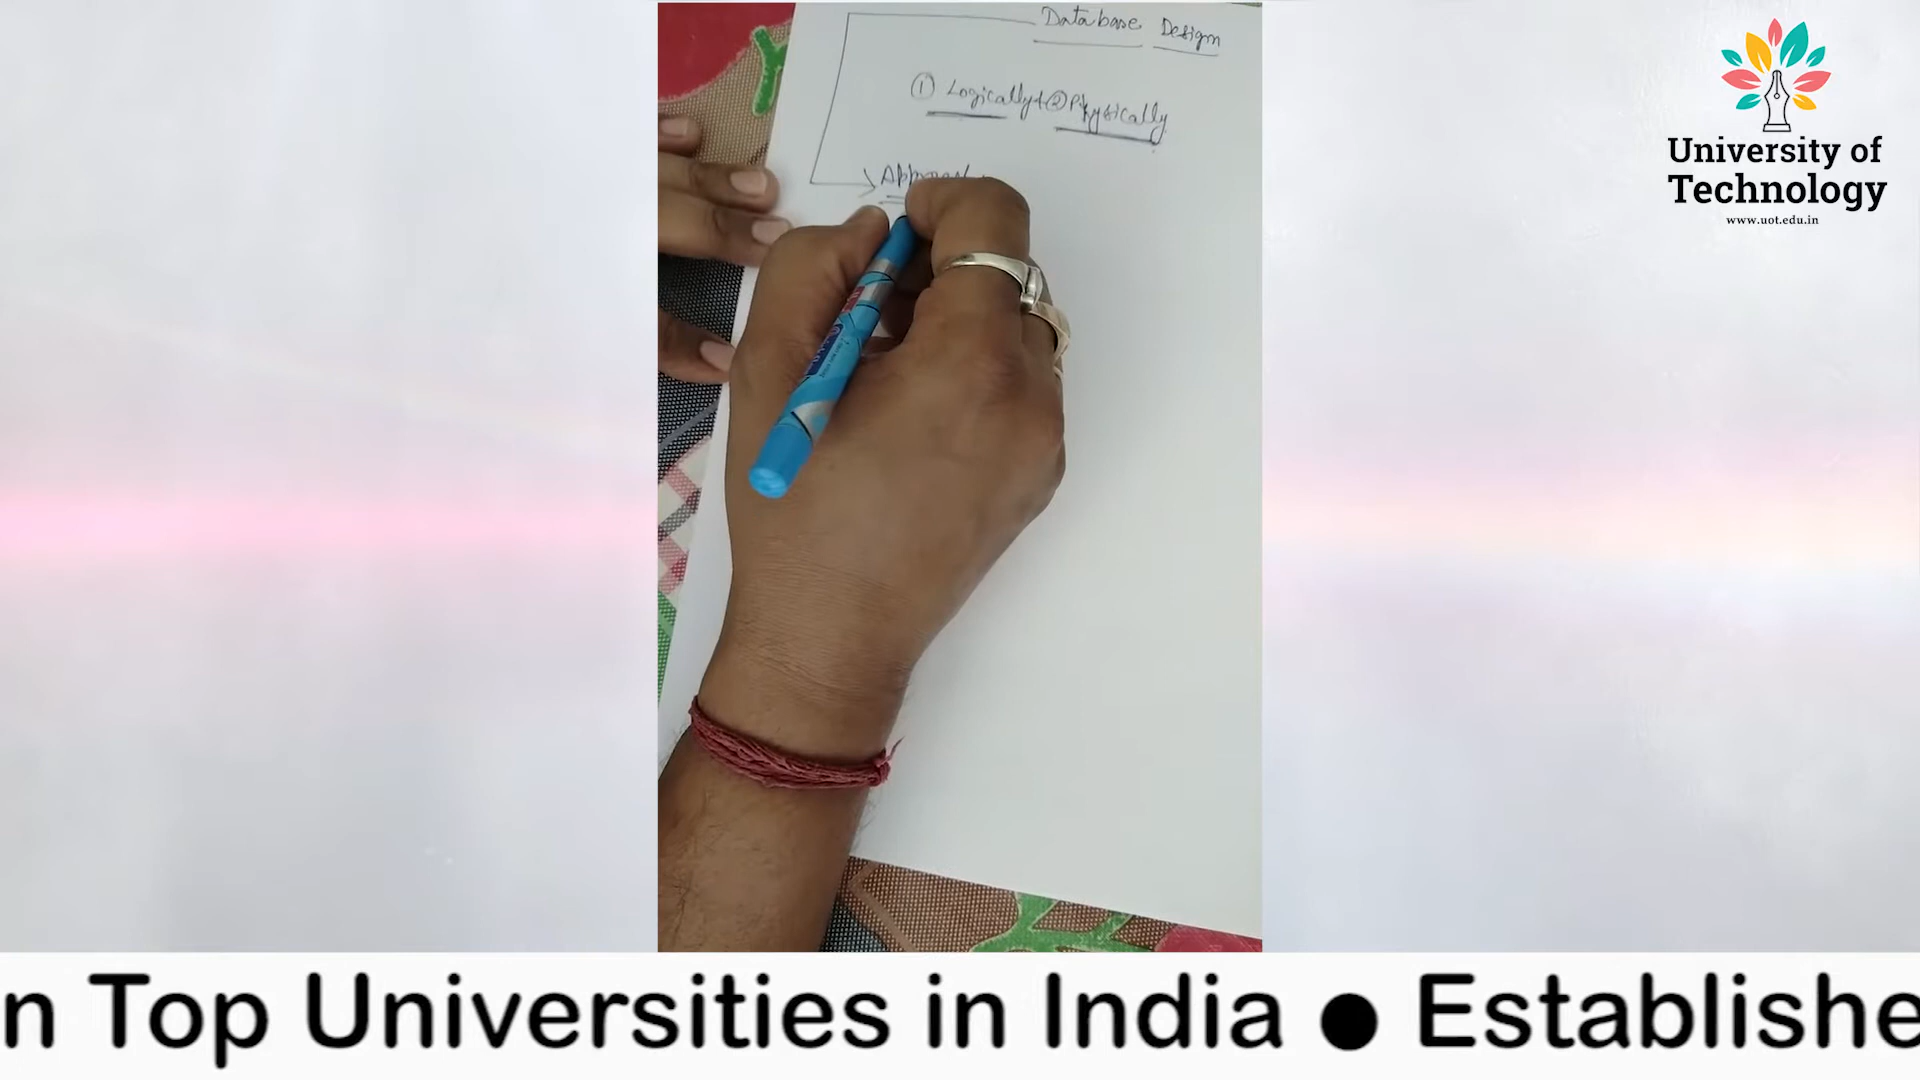 Database Design
① Logically + ② Physically
University of
Technology
www.uot.edu.in
n Top Universities in India ● Establishe